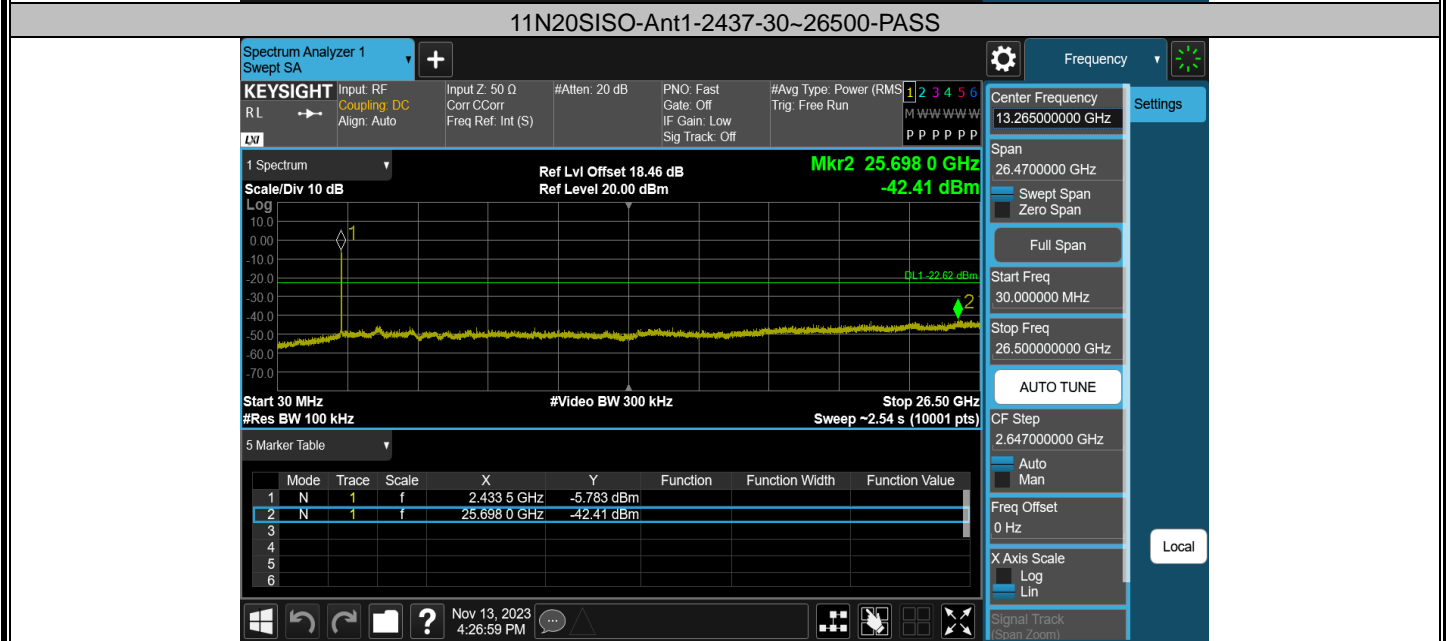 11N20SISO-Ant1-2437-30~26500-PASS
Spectrum Analyzer 1
Swept SA
+
Frequency
KEYSIGHT
R L
LXI
Input: RF
Coupling: DC
Align: Auto
Input Z: 50 Ω
Corr CCorr
Freq Ref: Int (S)
#Atten: 20 dB
PNO: Fast
Gate: Off
IF Gain: Low
Sig Track: Off
#Avg Type: Power (RMS
Trig: Free Run
1 2 3 4 5 6
M W W W W W
P P P P P P
1 Spectrum
Scale/Div 10 dB
Ref Lvl Offset 18.46 dB
Ref Level 20.00 dBm
Mkr2 25.698 0 GHz
-42.41 dBm
Log
10.0
0.00
-10.0
-20.0
-30.0
-40.0
-50.0
-60.0
-70.0
1
DL1 -22.62 dBm
2
Start 30 MHz
#Video BW 300 kHz
Stop 26.50 GHz
#Res BW 100 kHz
Sweep ~2.54 s (10001 pts)
5 Marker Table
Mode Trace Scale X Y Function Function Width Function Value
1 N 1 f 2.433 5 GHz -5.783 dBm
2 N 1 f 25.698 0 GHz -42.41 dBm
3
4
5
6
?
Nov 13, 2023
4:26:59 PM
Center Frequency
13.265000000 GHz
Settings
Span
26.4700000 GHz
Swept Span
Zero Span
Full Span
Start Freq
30.000000 MHz
Stop Freq
26.500000000 GHz
AUTO TUNE
CF Step
2.647000000 GHz
Auto
Man
Freq Offset
0 Hz
X Axis Scale
Log
Lin
Local
Signal Track
(Span Zoom)